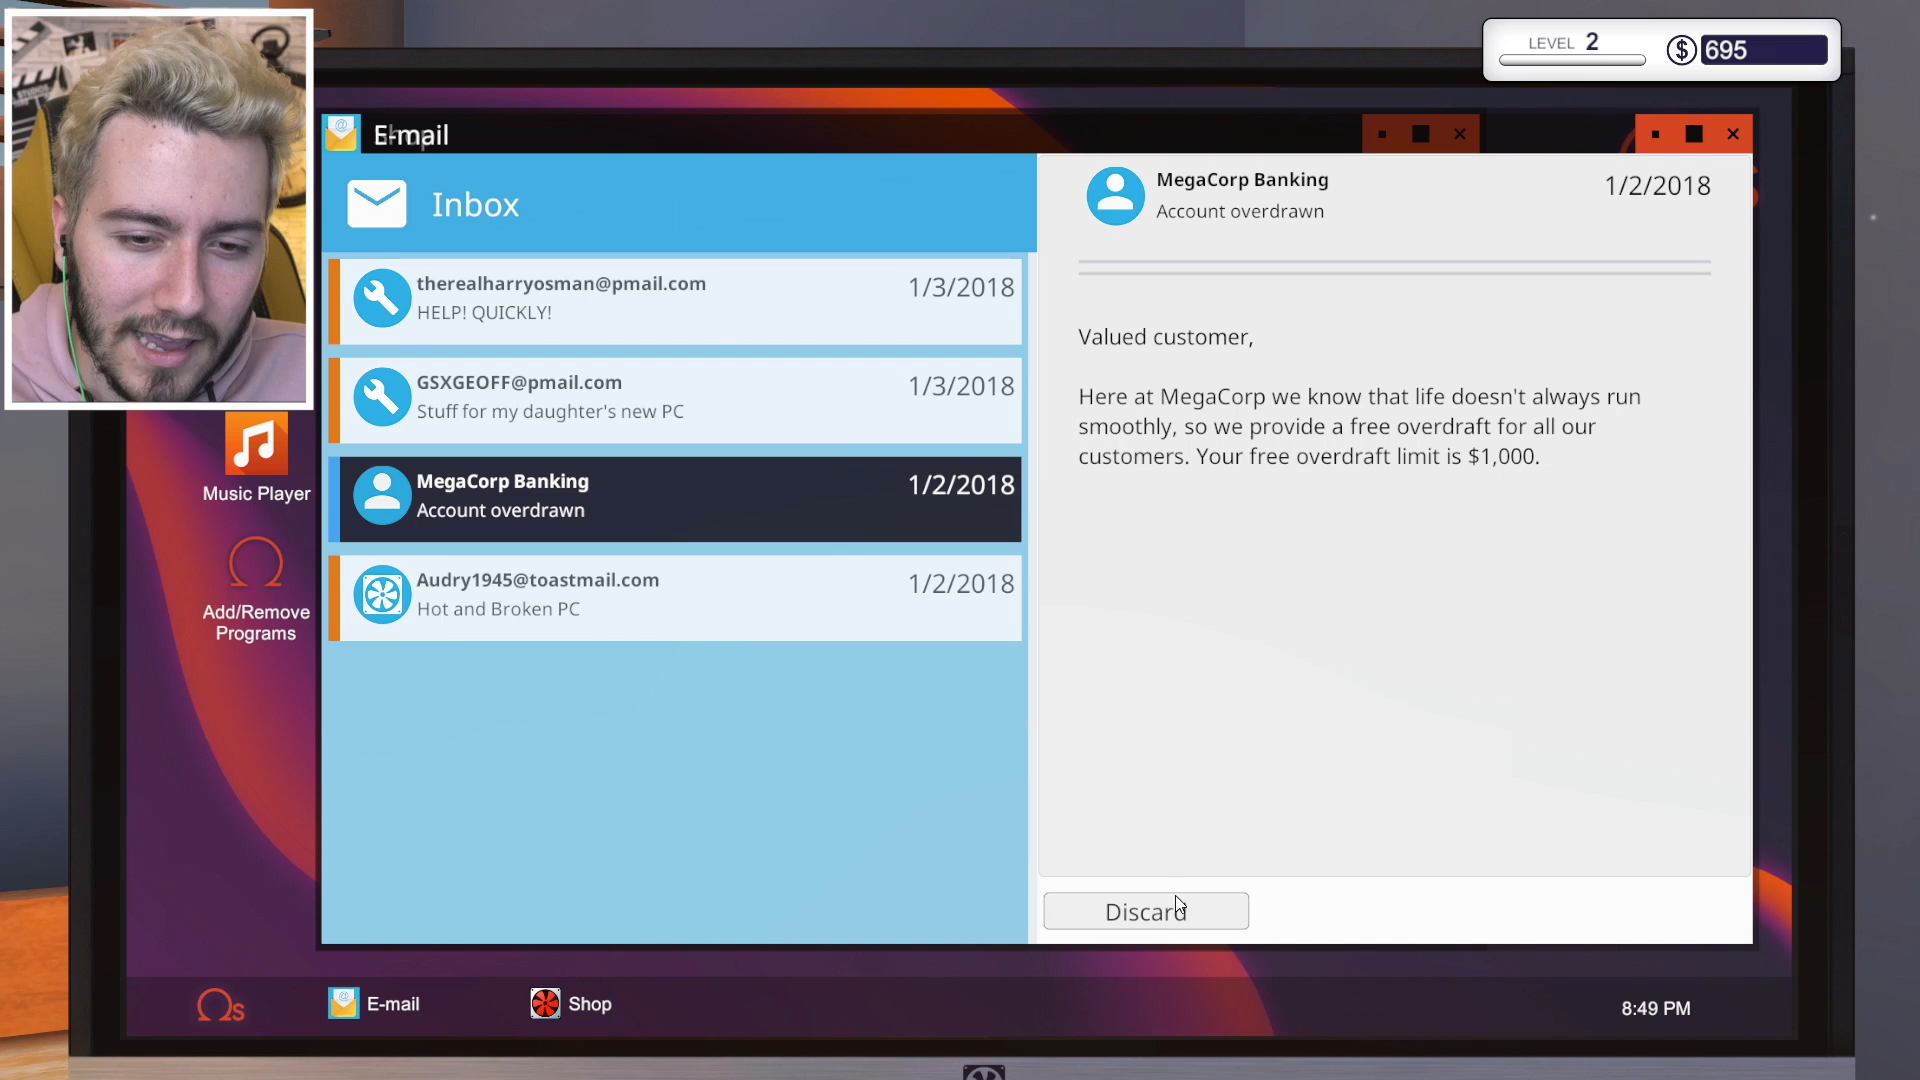 LEVEL 2
$ 695
E-mail
Inbox
therealharryosman@pmail.com
1/3/2018
HELP! QUICKLY!
GSXGEOFF@pmail.com
1/3/2018
Stuff for my daughter's new PC
MegaCorp Banking
1/2/2018
Account overdrawn
Audry1945@toastmail.com
1/2/2018
Hot and Broken PC
MegaCorp Banking
1/2/2018
Account overdrawn
Valued customer,
Here at MegaCorp we know that life doesn't always run
smoothly, so we provide a free overdraft for all our
customers. Your free overdraft limit is $1,000.
Discard
Music Player
Add/Remove
Programs
Ωs
E-mail
Shop
8:49 PM